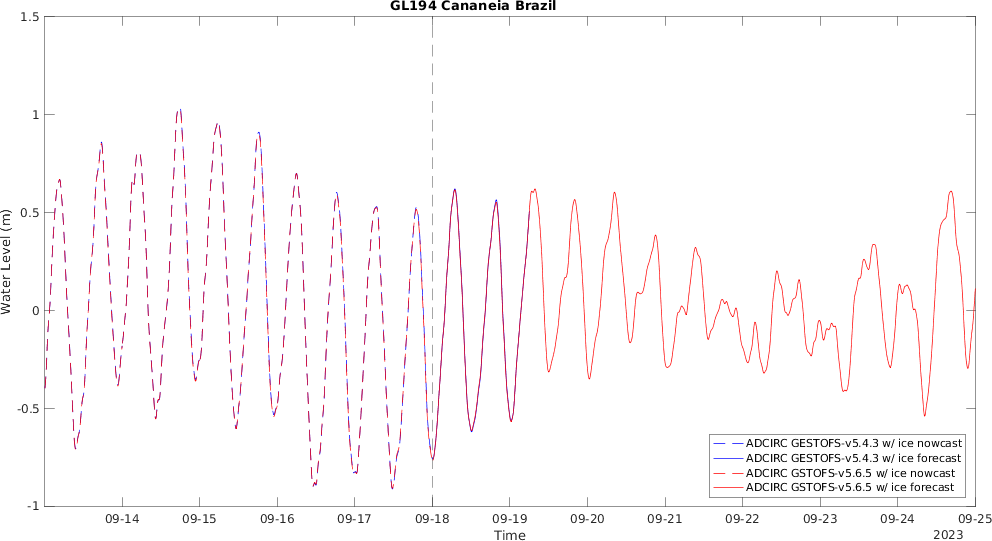 GL194 Cananeia Brazil
1.5
1
0.5
0
-0.5
-1
Water Level (m)
ADCIRC GESTOFS-v5.4.3 w/ ice nowcast
ADCIRC GESTOFS-v5.4.3 w/ ice forecast
ADCIRC GSTOFS-v5.6.5 w/ ice nowcast
ADCIRC GSTOFS-v5.6.5 w/ ice forecast
09-14 09-15 09-16 09-17 09-18 09-19 09-20 09-21 09-22 09-23 09-24 09-25
Time
2023